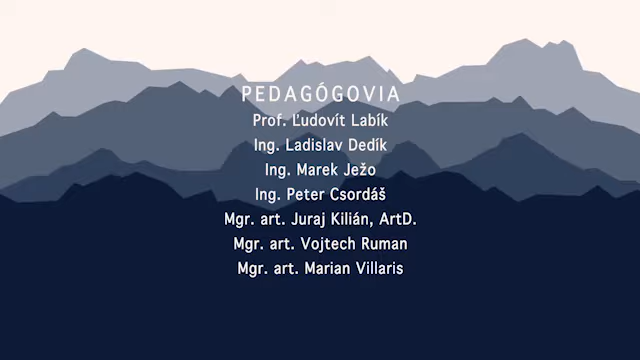 PEDAGÓGOVIA
Prof. Ľudovít Labík
Ing. Ladislav Dedík
Ing. Marek Ježo
Ing. Peter Csordáš
Mgr. art. Juraj Kilián, ArtD.
Mgr. art. Vojtech Ruman
Mgr. art. Marian Villaris